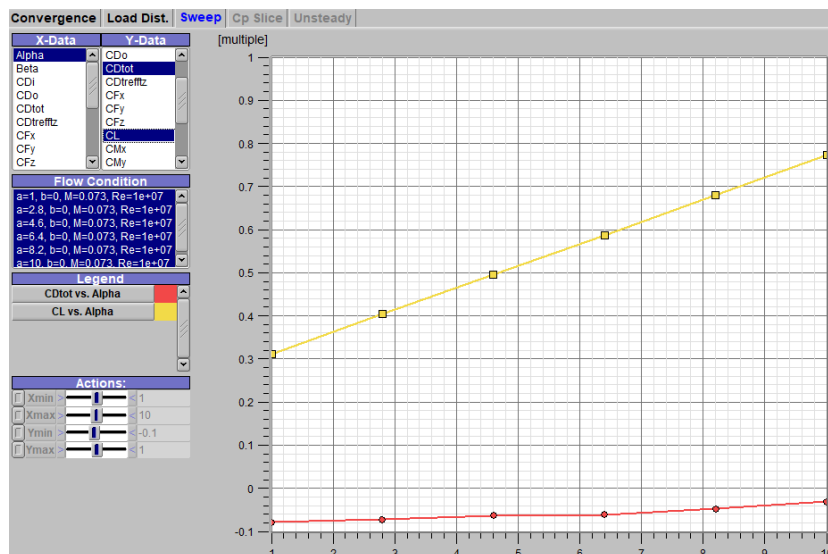 Convergence Load Dist. Sweep Cp Slice Unsteady
X-Data Y-Data
Alpha
Beta
CDi
CDo
CDtot
CDtrefftz
CFx
CFy
CFz
CDo
CDtot
CDtrefftz
CFx
CFy
CFz
CL
CMx
CMy
Flow Condition
a=1, b=0, M=0.073, Re=1e+07
a=2.8, b=0, M=0.073, Re=1e+07
a=4.6, b=0, M=0.073, Re=1e+07
a=6.4, b=0, M=0.073, Re=1e+07
a=8.2, b=0, M=0.073, Re=1e+07
a=10, b=0, M=0.073, Re=1e+07
Legend
CDtot vs. Alpha
CL vs. Alpha
Actions:
Xmin > < 1
Xmax > < 10
Ymin > < -0.1
Ymax > < 1
[multiple]
1
0.9
0.8
0.7
0.6
0.5
0.4
0.3
0.2
0.1
0
-0.1
1 2 3 4 5 6 7 8 9